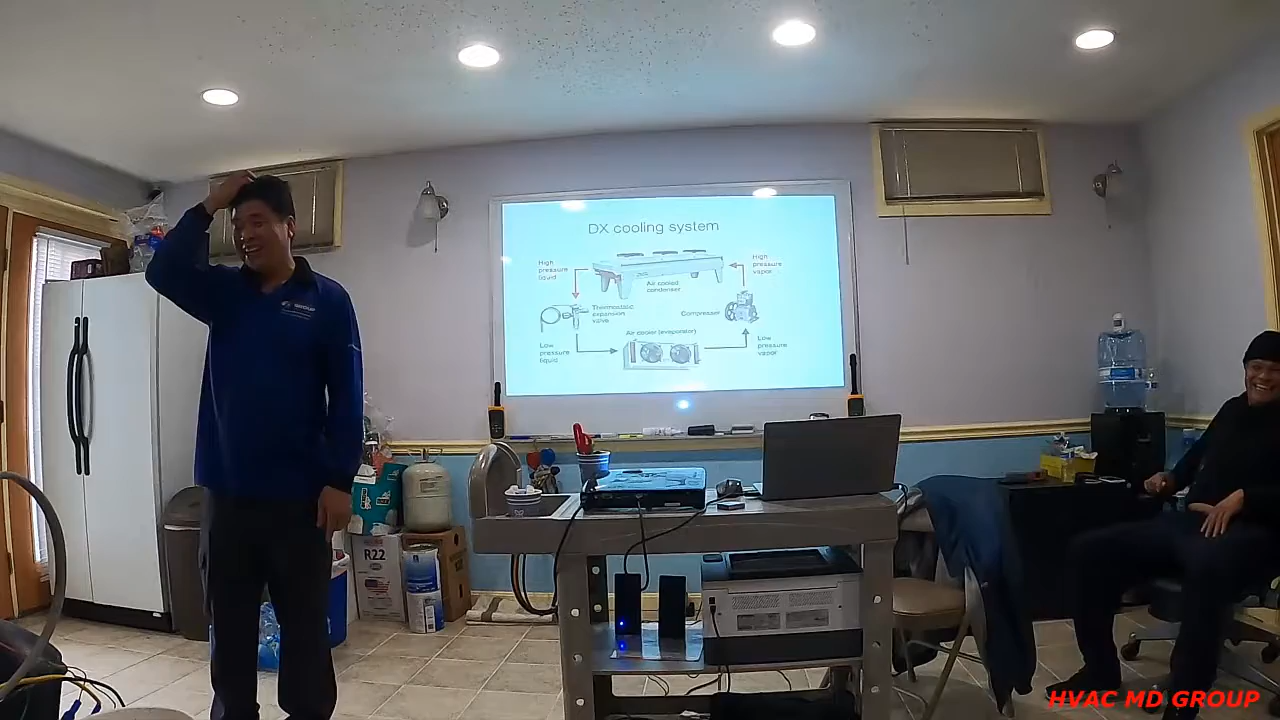 DX cooling system
High
pressure
liquid
High
pressure
vapor
Air cooled
condenser
Thermostatic
expansion
valve
Compressor
Air cooler (evaporator)
Low
pressure
liquid
Low
pressure
vapor
GROUP
R22
HVAC MD GROUP